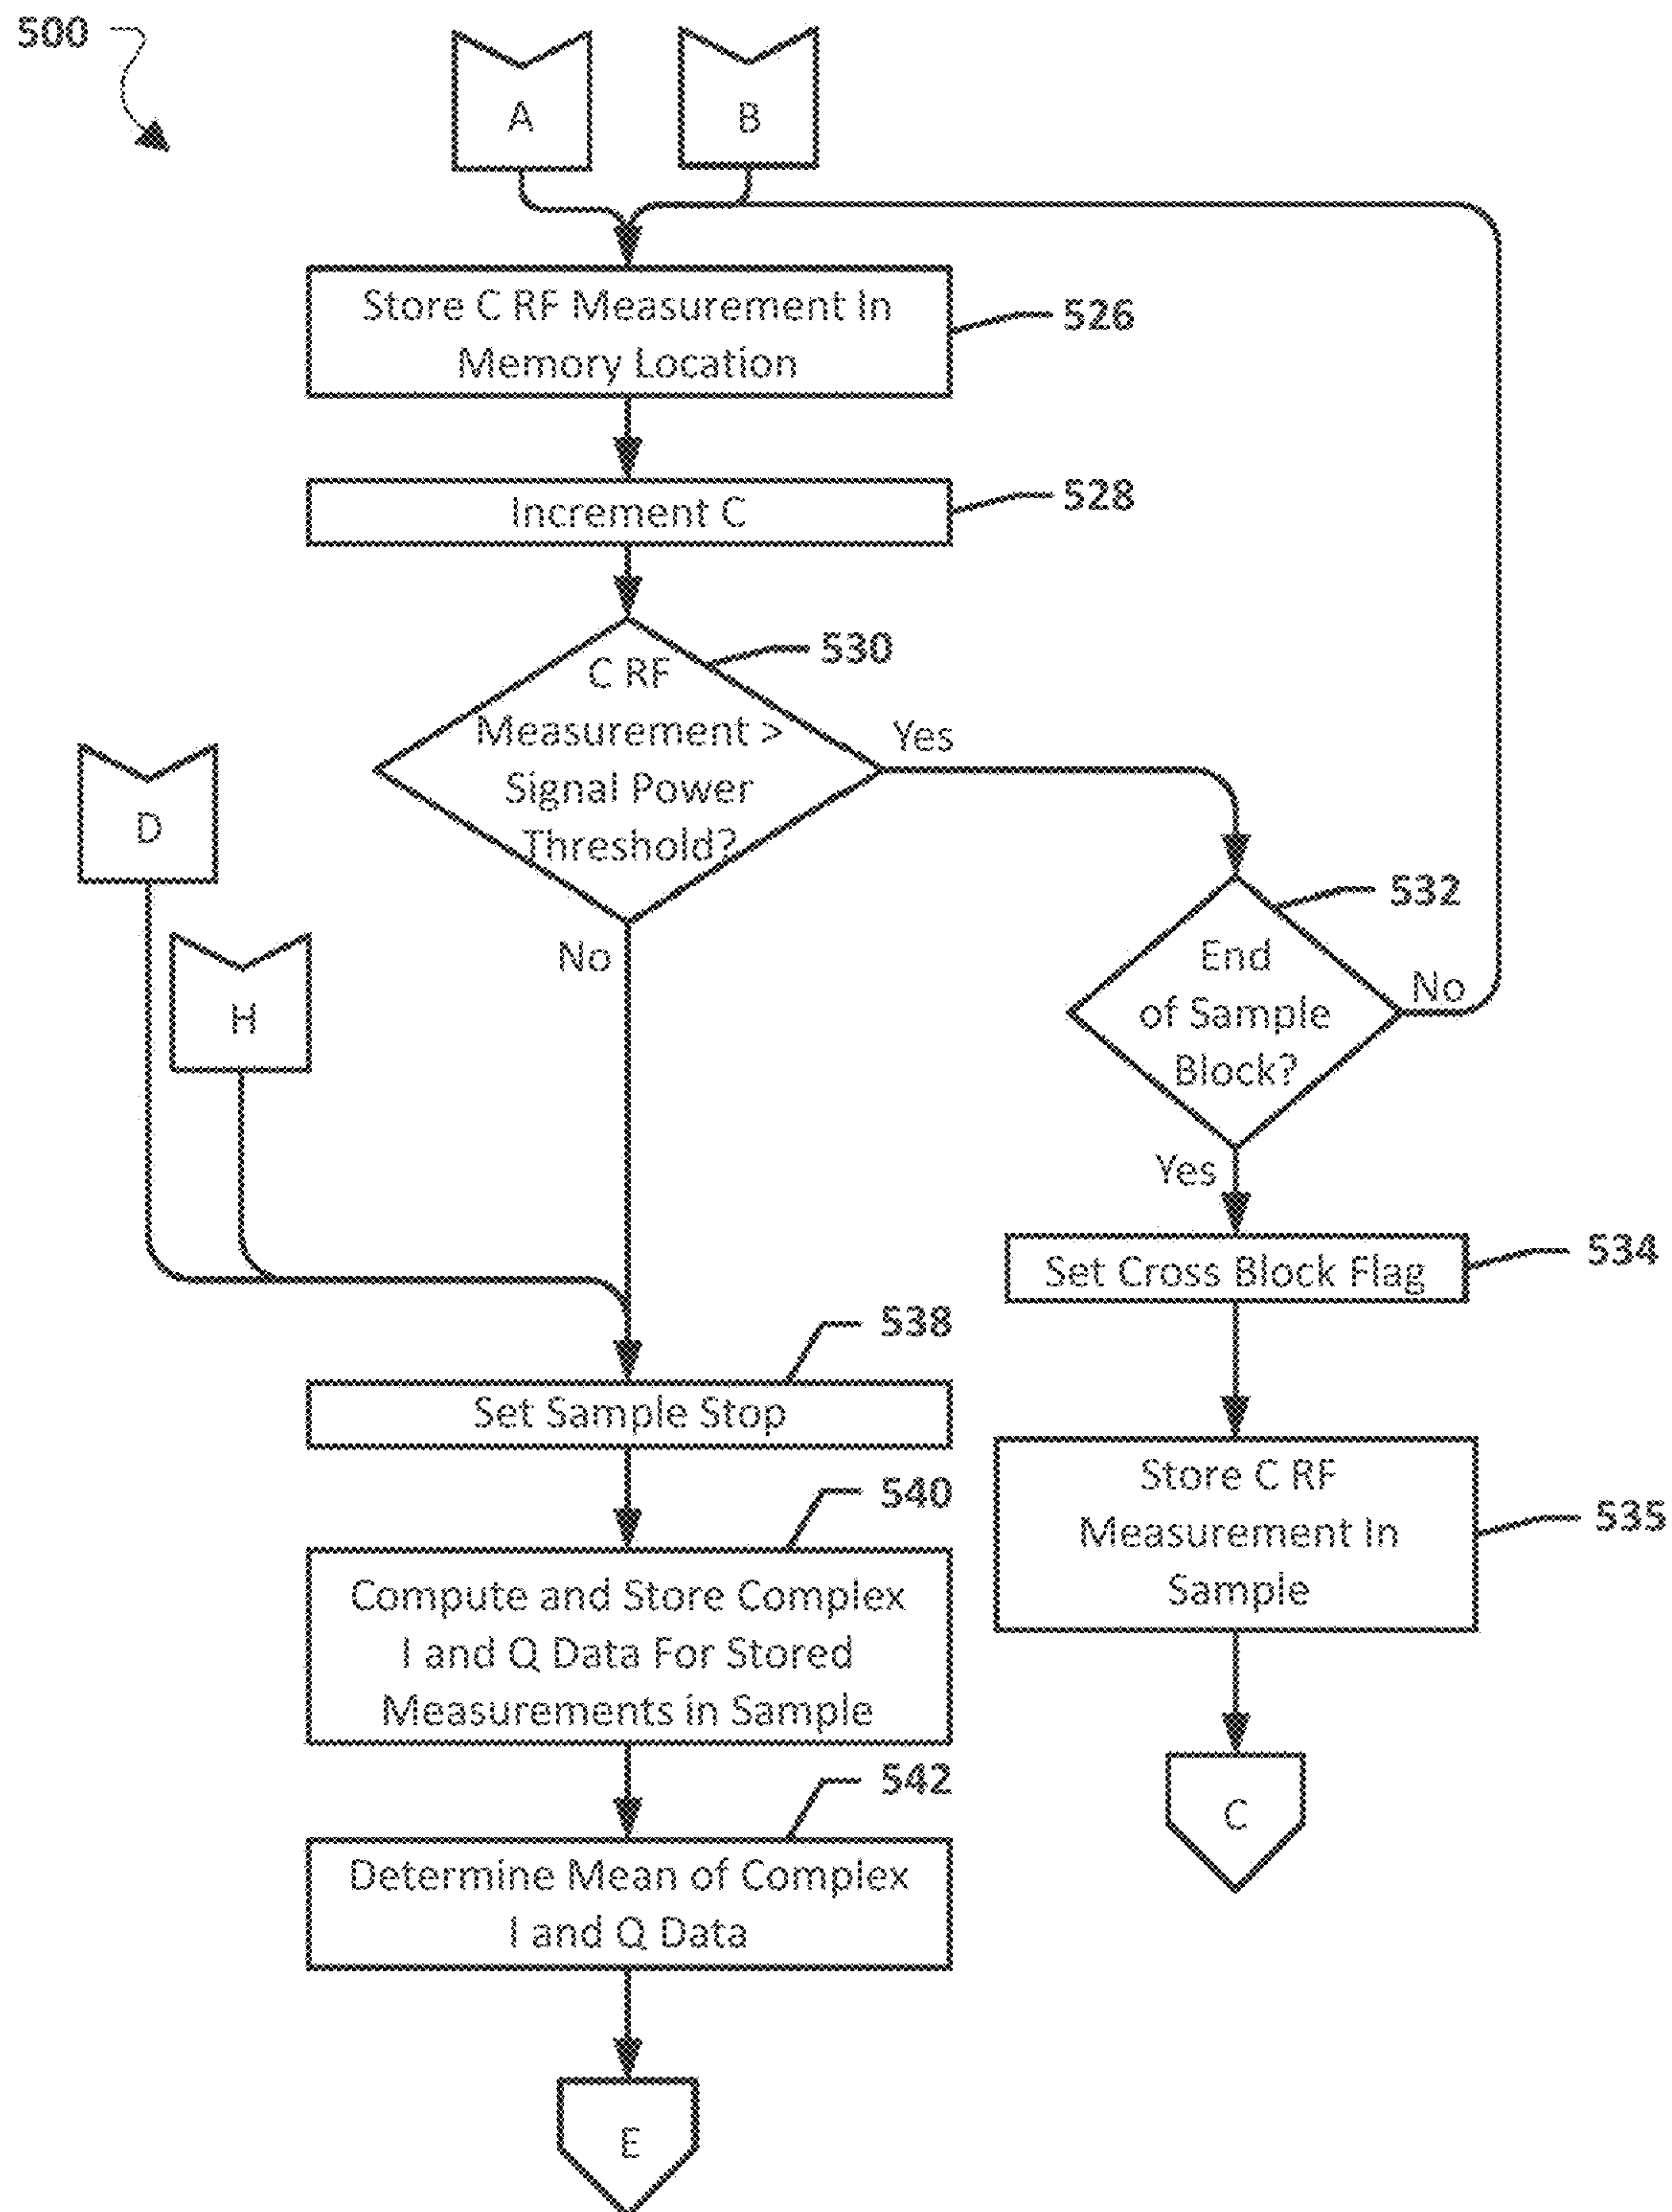 500
A
B
Store C RF Measurement In
Memory Location
526
Increment C
528
530
C RF
Measurement >
Signal Power
Threshold?
Yes
No
D
H
532
End
of Sample
Block?
No
Yes
Set Cross Block Flag
534
538
Set Sample Stop
Store C RF
Measurement In
Sample
535
540
Compute and Store Complex
I and Q Data For Stored
Measurements in Sample
542
Determine Mean of Complex
I and Q Data
C
E